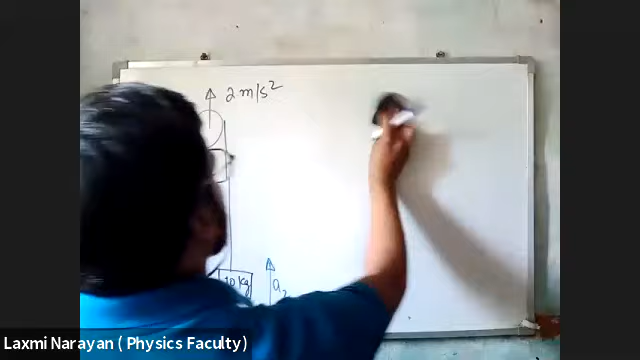 2 m/s²
10 Kg
a₂
Laxmi Narayan ( Physics Faculty)